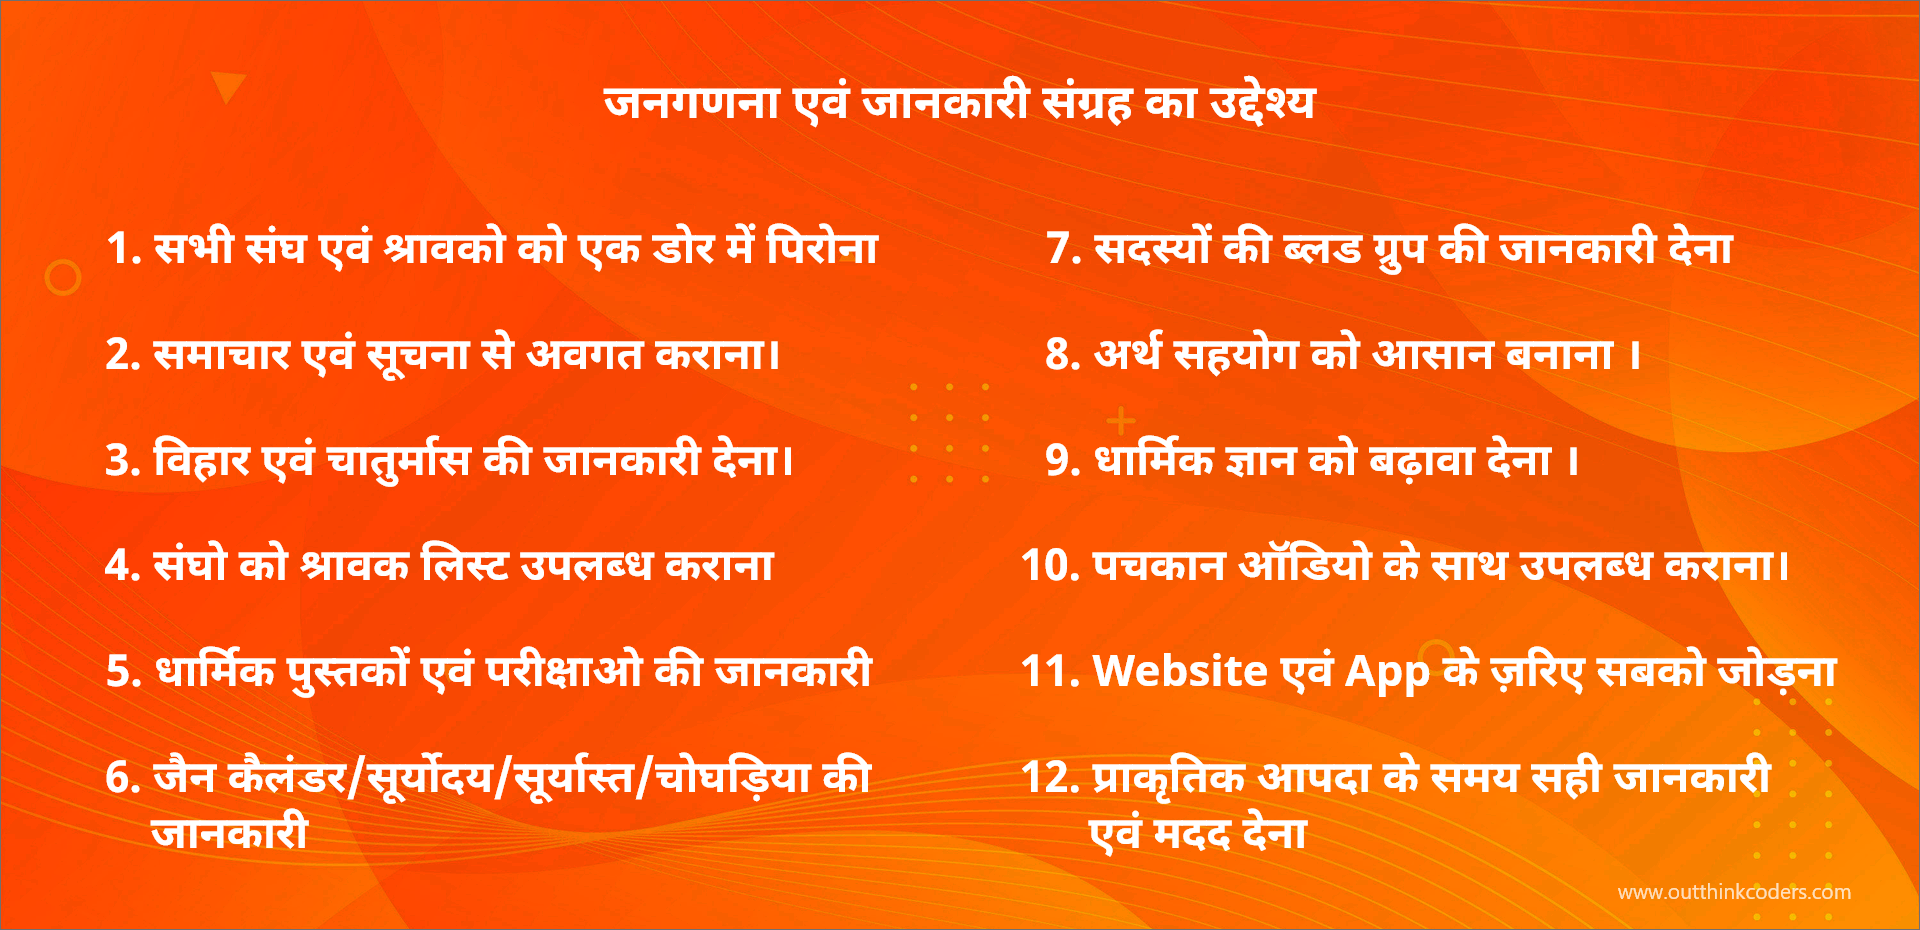 जनगणना एवं जानकारी संग्रह का उद्देश्य
1. सभी संघ एवं श्रावको को एक डोर में पिरोना
2. समाचार एवं सूचना से अवगत कराना।
3. विहार एवं चातुर्मास की जानकारी देना।
4. संघो को श्रावक लिस्ट उपलब्ध कराना
5. धार्मिक पुस्तकों एवं परीक्षाओ की जानकारी
6. जैन कैलंडर/सूर्योदय/सूर्यास्त/चोघड़िया की
जानकारी
7. सदस्यों की ब्लड ग्रुप की जानकारी देना
8. अर्थ सहयोग को आसान बनाना ।
9. धार्मिक ज्ञान को बढ़ावा देना ।
10. पचकान ऑडियो के साथ उपलब्ध कराना।
11. Website एवं App के ज़रिए सबको जोड़ना
12. प्राकृतिक आपदा के समय सही जानकारी
एवं मदद देना
www.outthinkcoders.com